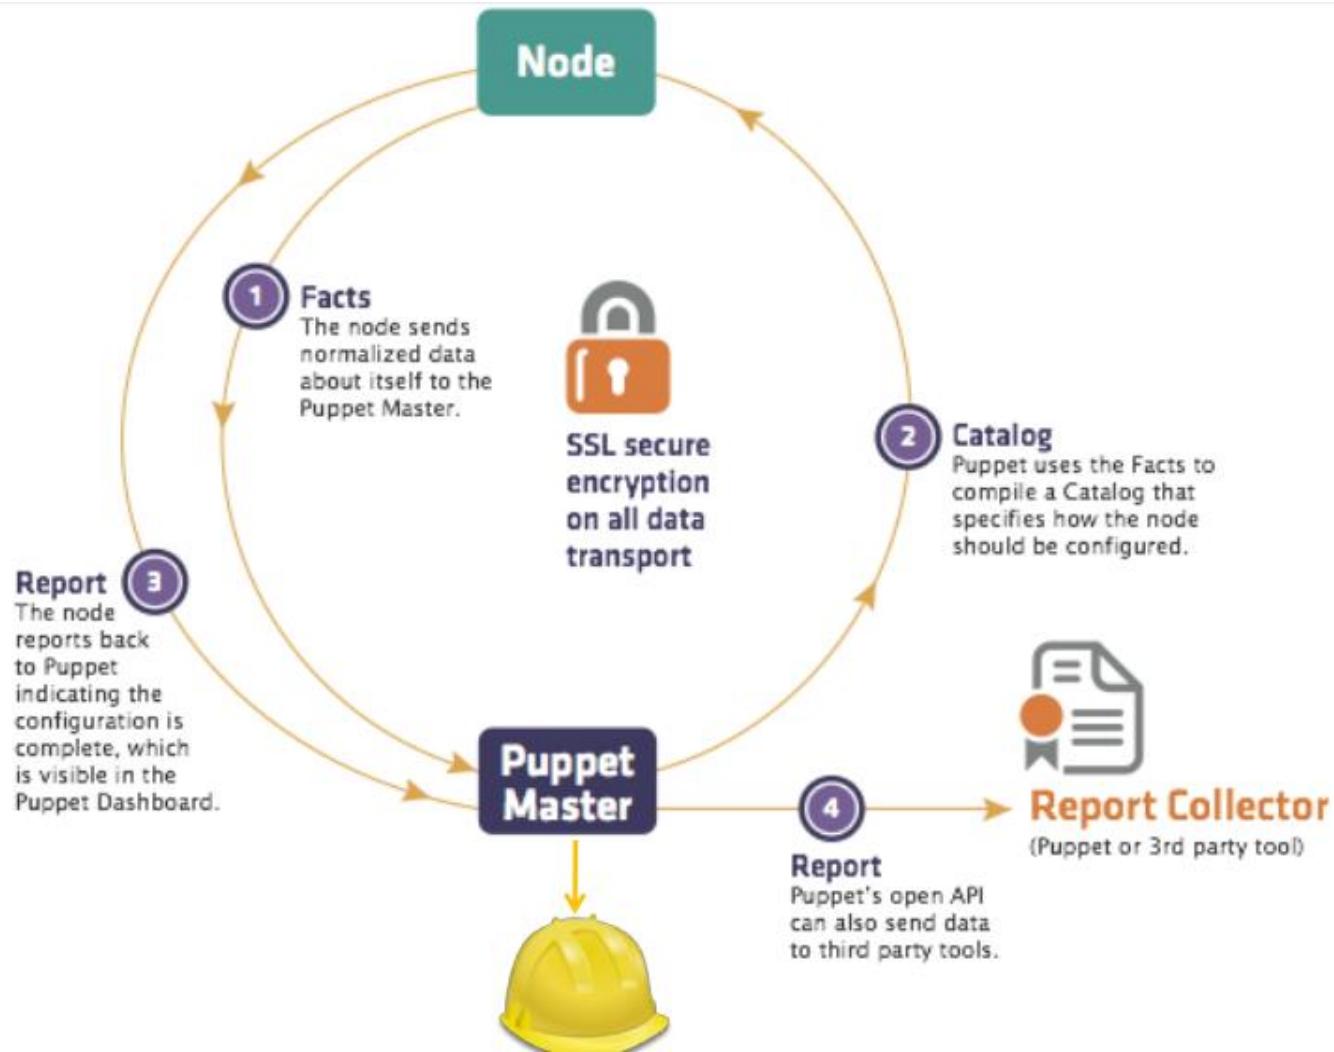 Node
1
Facts
The node sends
normalized data
about itself to the
Puppet Master.
SSL secure
encryption
on all data
transport
2
Catalog
Puppet uses the Facts to
compile a Catalog that
specifies how the node
should be configured.
3
Report
The node
reports back
to Puppet
indicating the
configuration is
complete, which
is visible in the
Puppet Dashboard.
Puppet
Master
4
Report
Puppet's open API
can also send data
to third party tools.
Report Collector
(Puppet or 3rd party tool)